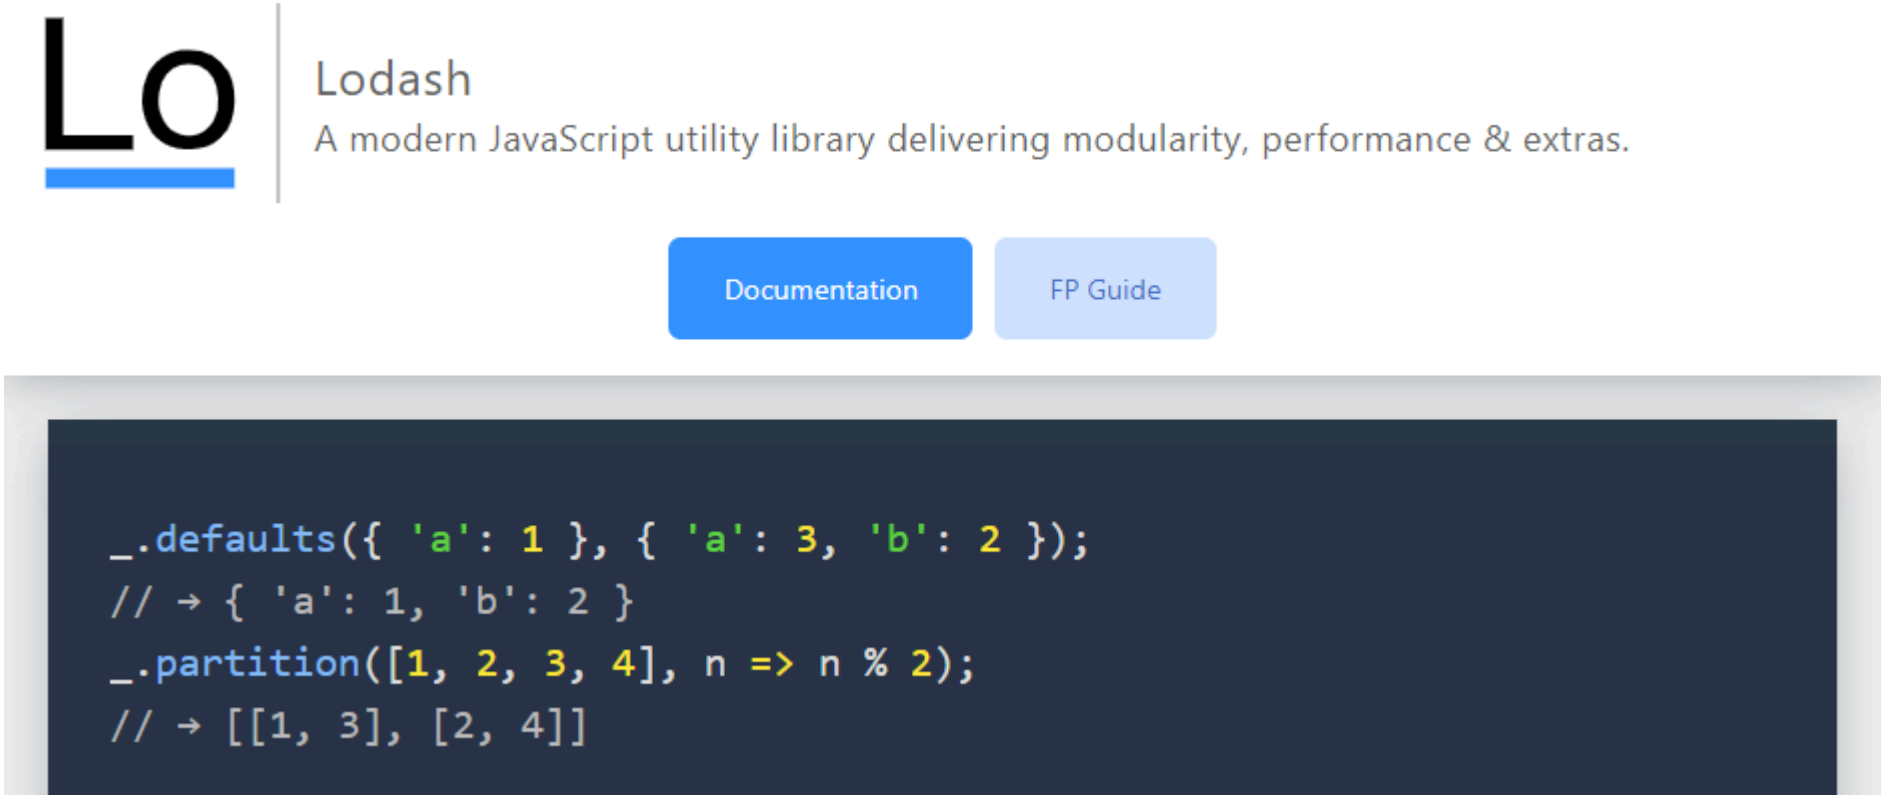 Lo
Lodash
A modern JavaScript utility library delivering modularity, performance & extras.
Documentation
FP Guide
_.defaults({ 'a': 1 }, { 'a': 3, 'b': 2 });
// → { 'a': 1, 'b': 2 }
_.partition([1, 2, 3, 4], n => n % 2);
// → [[1, 3], [2, 4]]